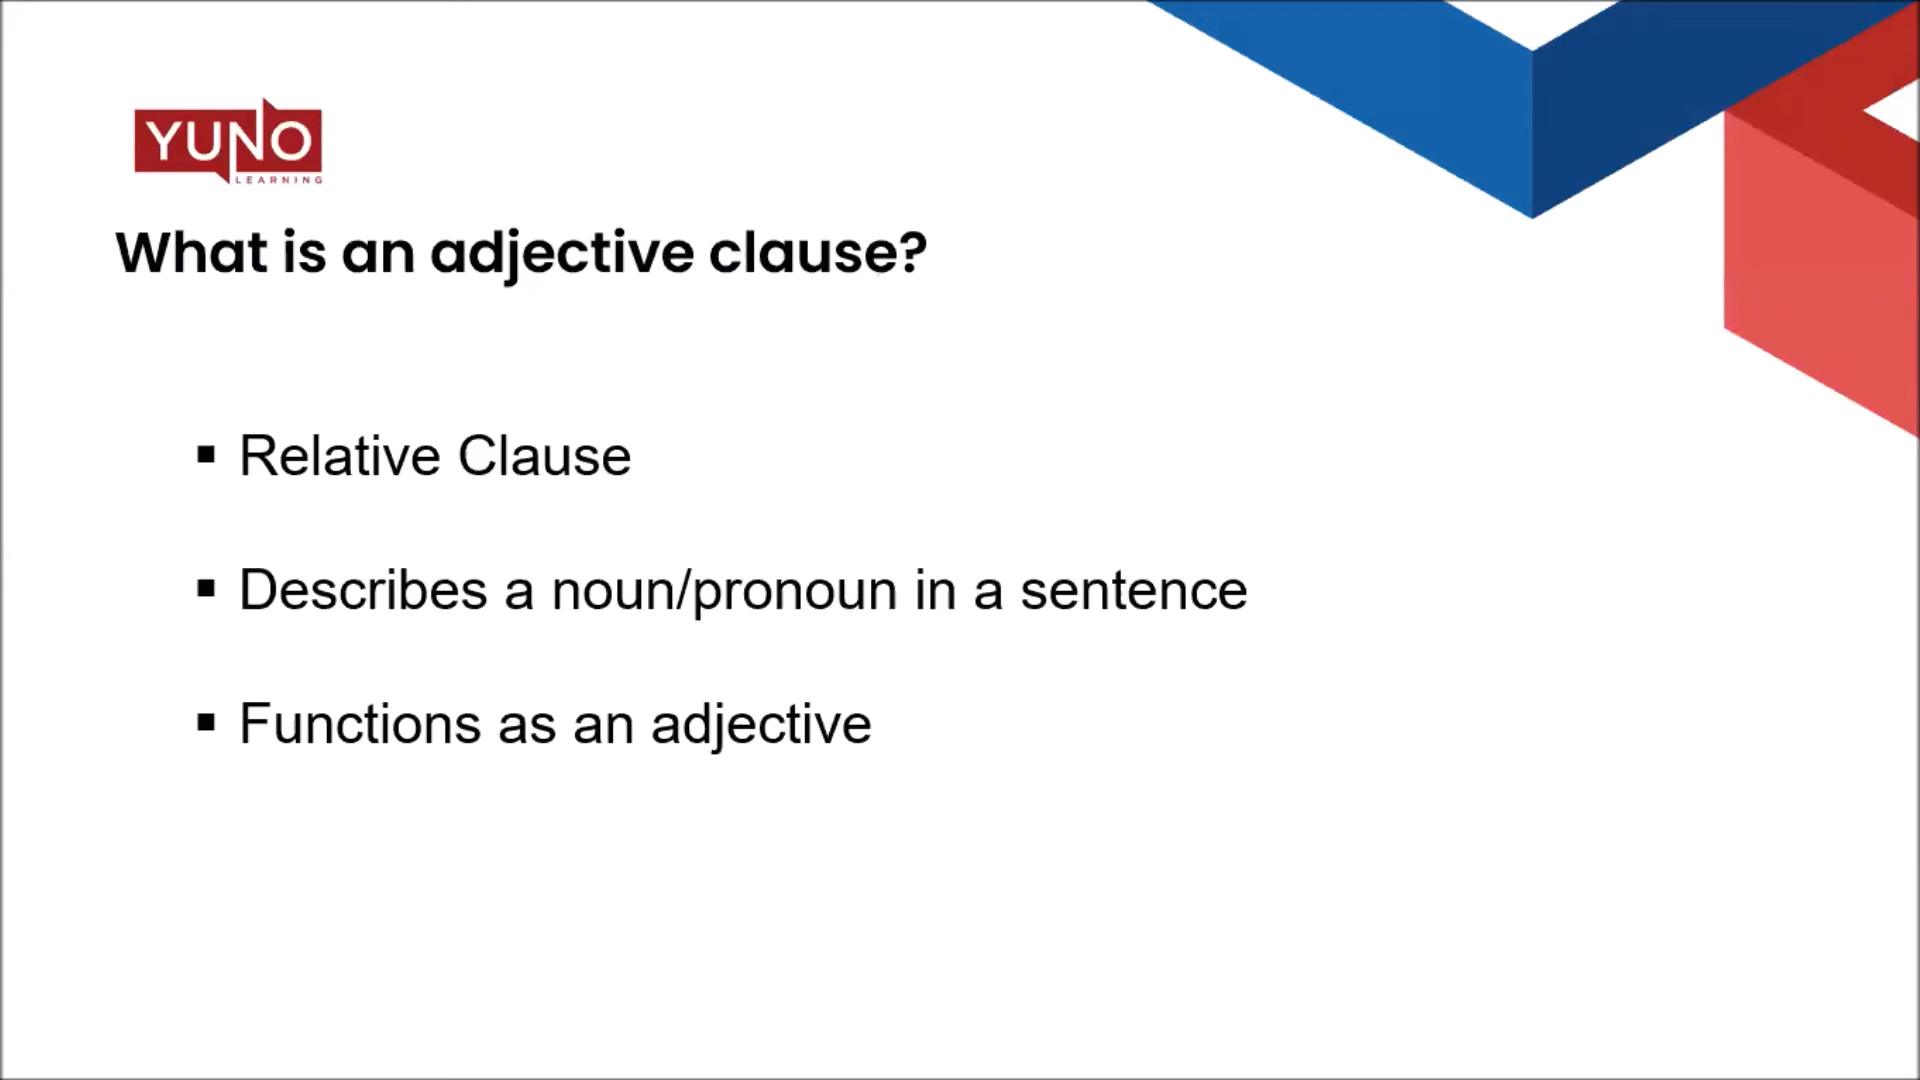 YUNO
LEARNING
What is an adjective clause?
▪ Relative Clause
▪ Describes a noun/pronoun in a sentence
▪ Functions as an adjective